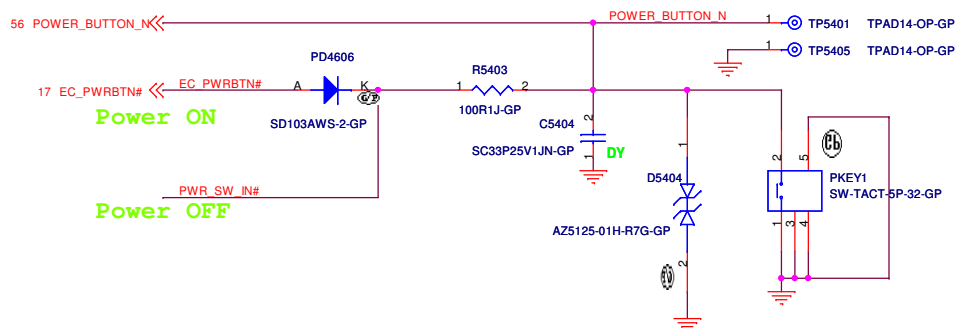 56 POWER_BUTTON_N
POWER_BUTTON_N
1
TP5401 TPAD14-OP-GP
1
TP5405 TPAD14-OP-GP
PD4606
17 EC_PWRBTN#
EC_PWRBTN#
A
K
R5403
1
2
100R1J-GP
Power ON
SD103AWS-2-GP
2
C5404
SC33P25V1JN-GP
DY
1
1
2
5
D5404
PKEY1
SW-TACT-5P-32-GP
PWR_SW_IN#
Power OFF
AZ5125-01H-R7G-GP
1
3
4
2